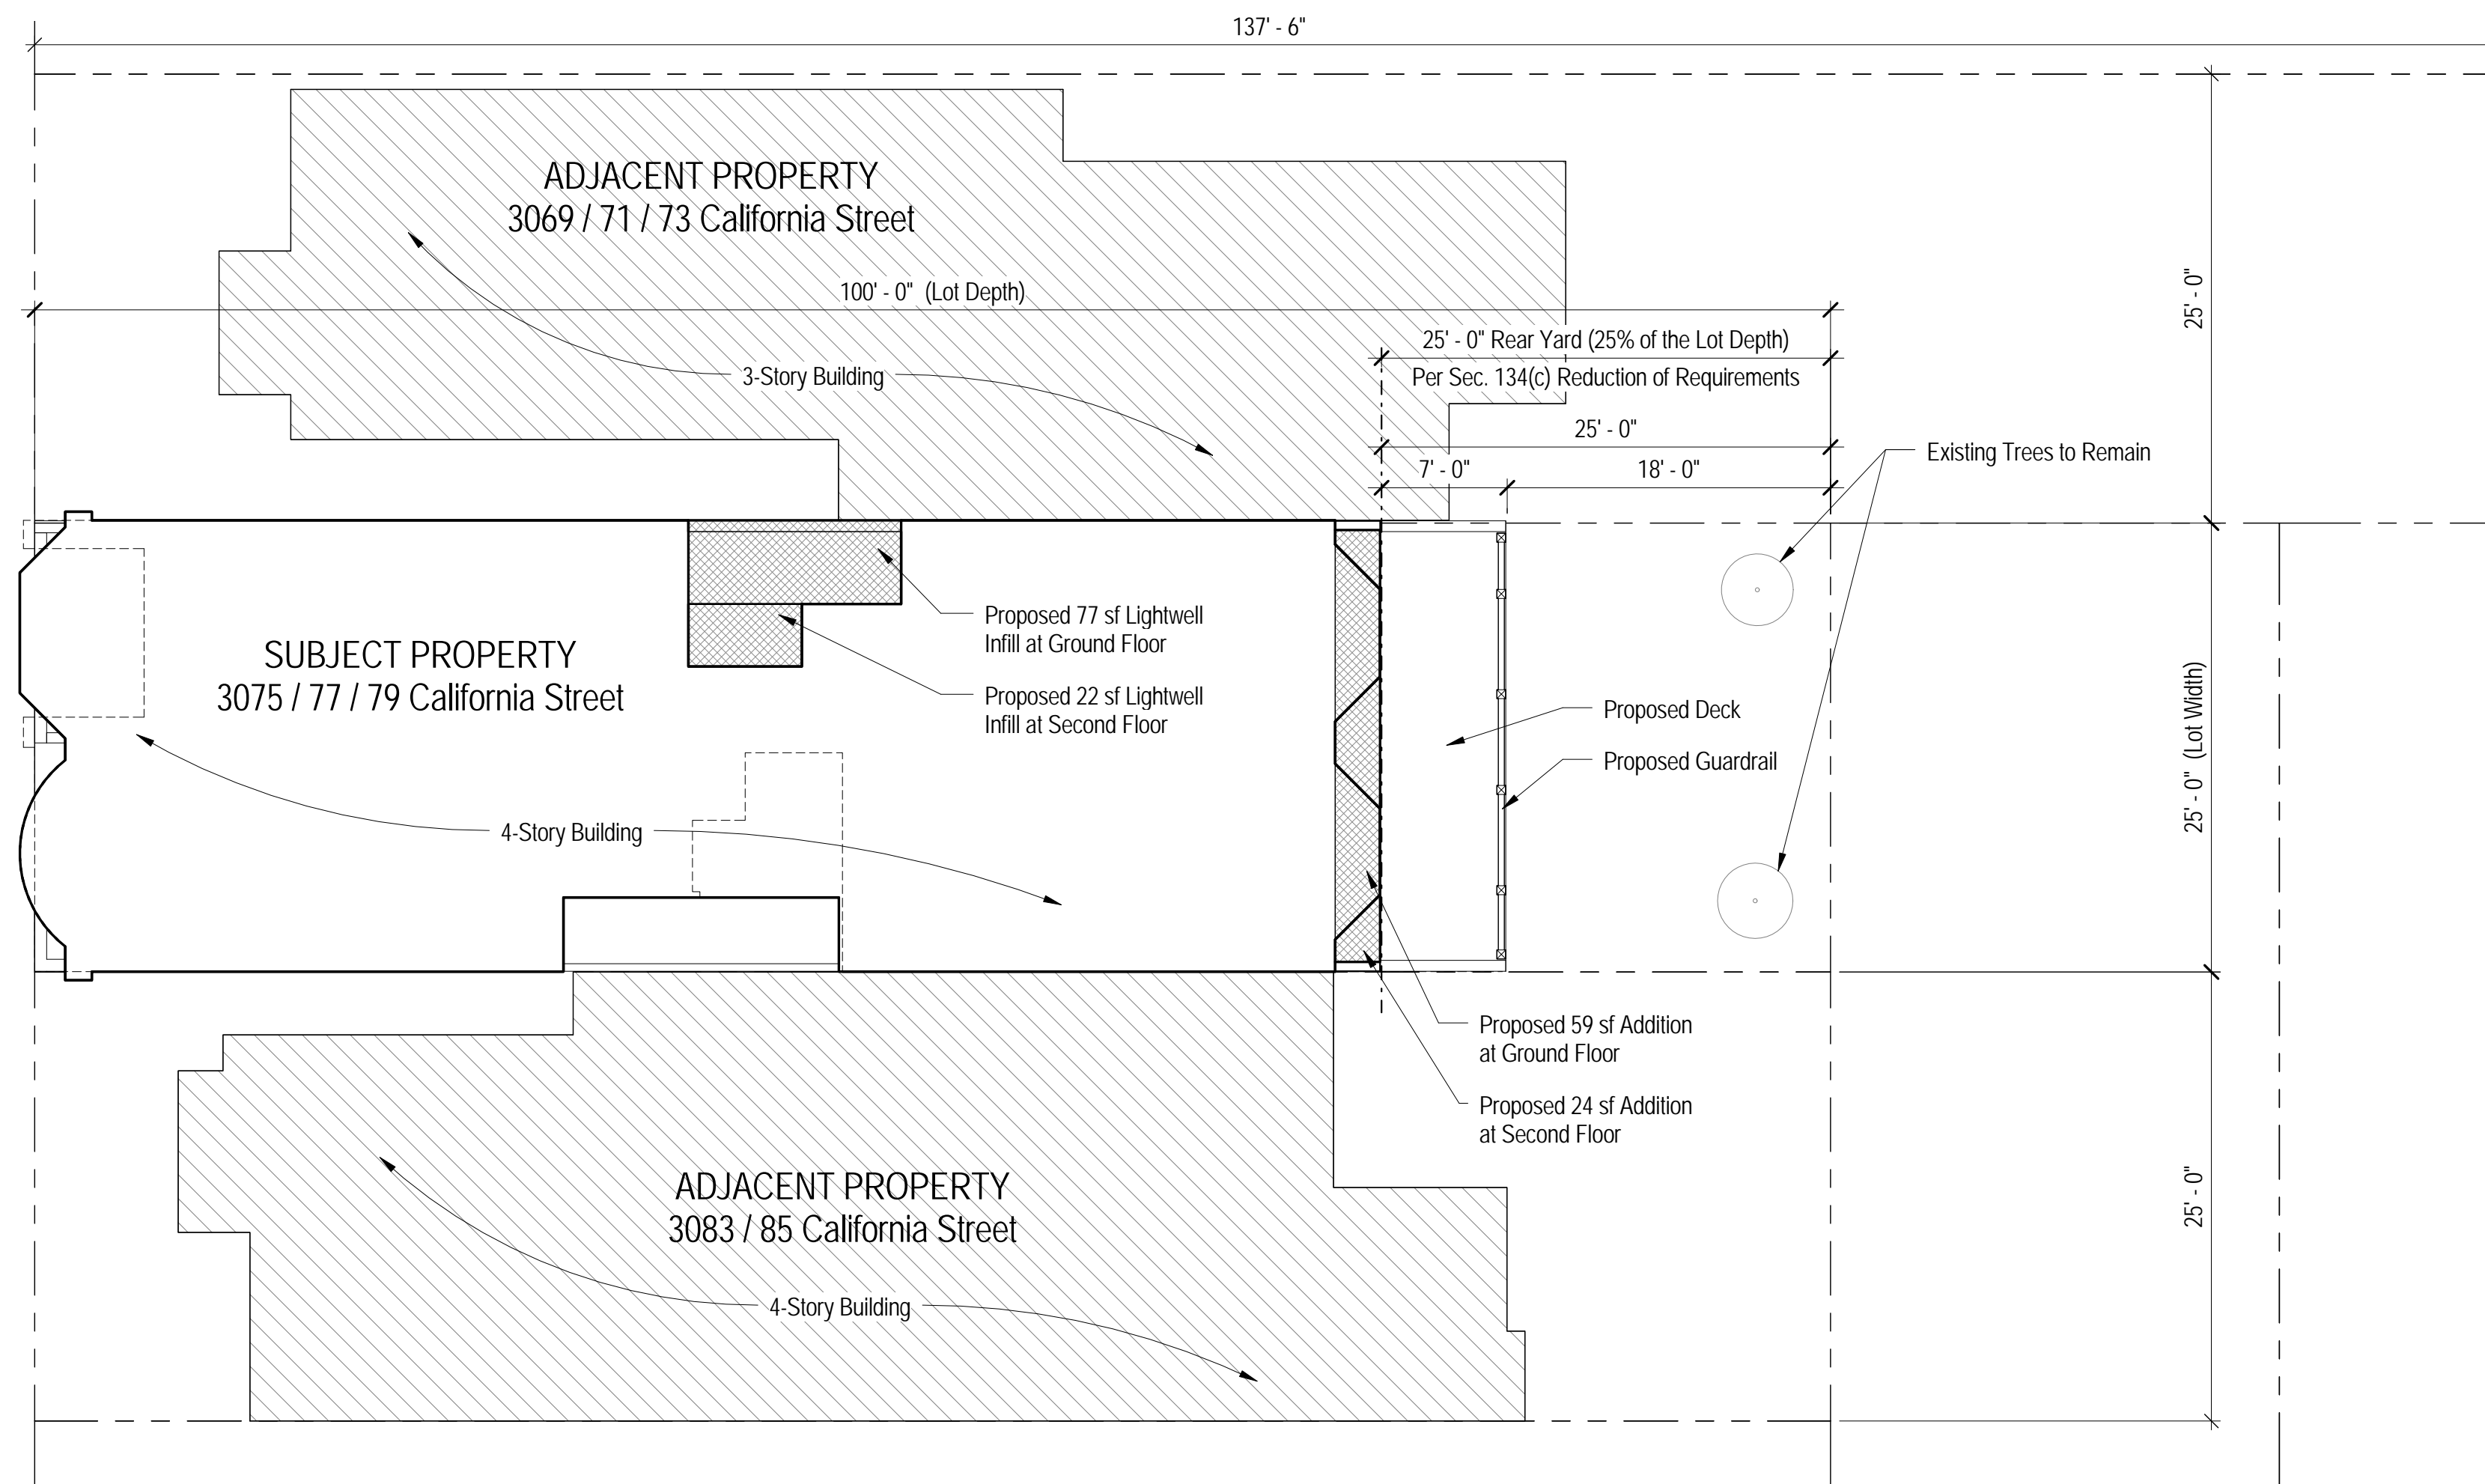 137' - 6"
ADJACENT PROPERTY
3069 / 71 / 73 California Street
25' - 0"
100' - 0" (Lot Depth)
25' - 0" Rear Yard (25% of the Lot Depth)
3-Story Building
Per Sec. 134(c) Reduction of Requirements
25' - 0"
Existing Trees to Remain
7' - 0"
18' - 0"
Proposed 77 sf Lightwell
Infill at Ground Floor
SUBJECT PROPERTY
3075 / 77 / 79 California Street
Proposed 22 sf Lightwell
Infill at Second Floor
Proposed Deck
25' - 0" (Lot Width)
Proposed Guardrail
4-Story Building
Proposed 59 sf Addition
at Ground Floor
Proposed 24 sf Addition
at Second Floor
ADJACENT PROPERTY
3083 / 85 California Street
25' - 0"
4-Story Building